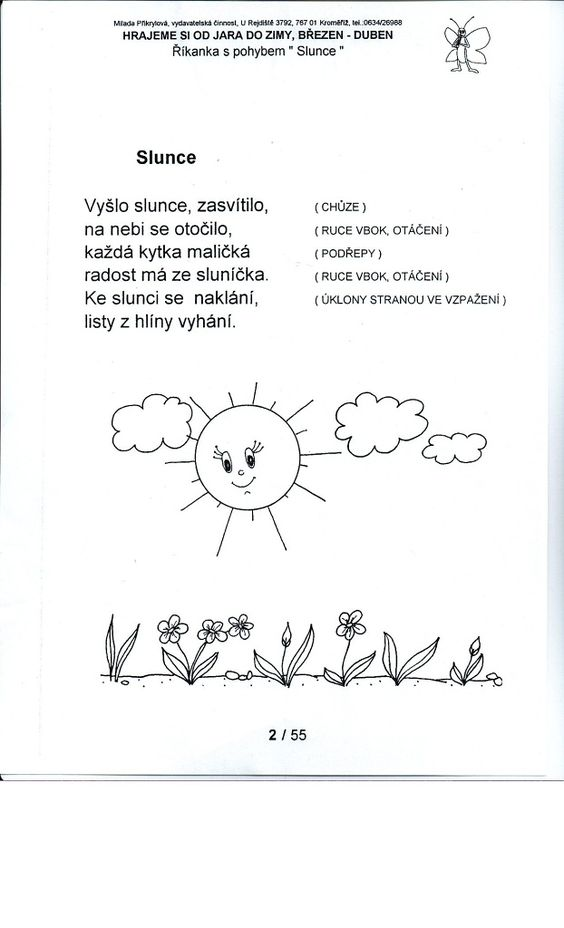 Milada Přikrylová, vydavatelská činnost, U Rejdiště 3792, 767 01 Kroměříž, tel.:0634/26988
HRAJEME SI OD JARA DO ZIMY, BŘEZEN - DUBEN
Říkanka s pohybem " Slunce "
Slunce
Vyšlo slunce, zasvítilo, ( CHŮZE )
na nebi se otočilo, ( RUCE VBOK, OTÁČENÍ )
každá kytka maličká ( PODŘEPY )
radost má ze sluníčka. ( RUCE VBOK, OTÁČENÍ )
Ke slunci se naklání, ( ÚKLONY STRANOU VE VZPAŽENÍ )
listy z hlíny vyhání.
2 / 55